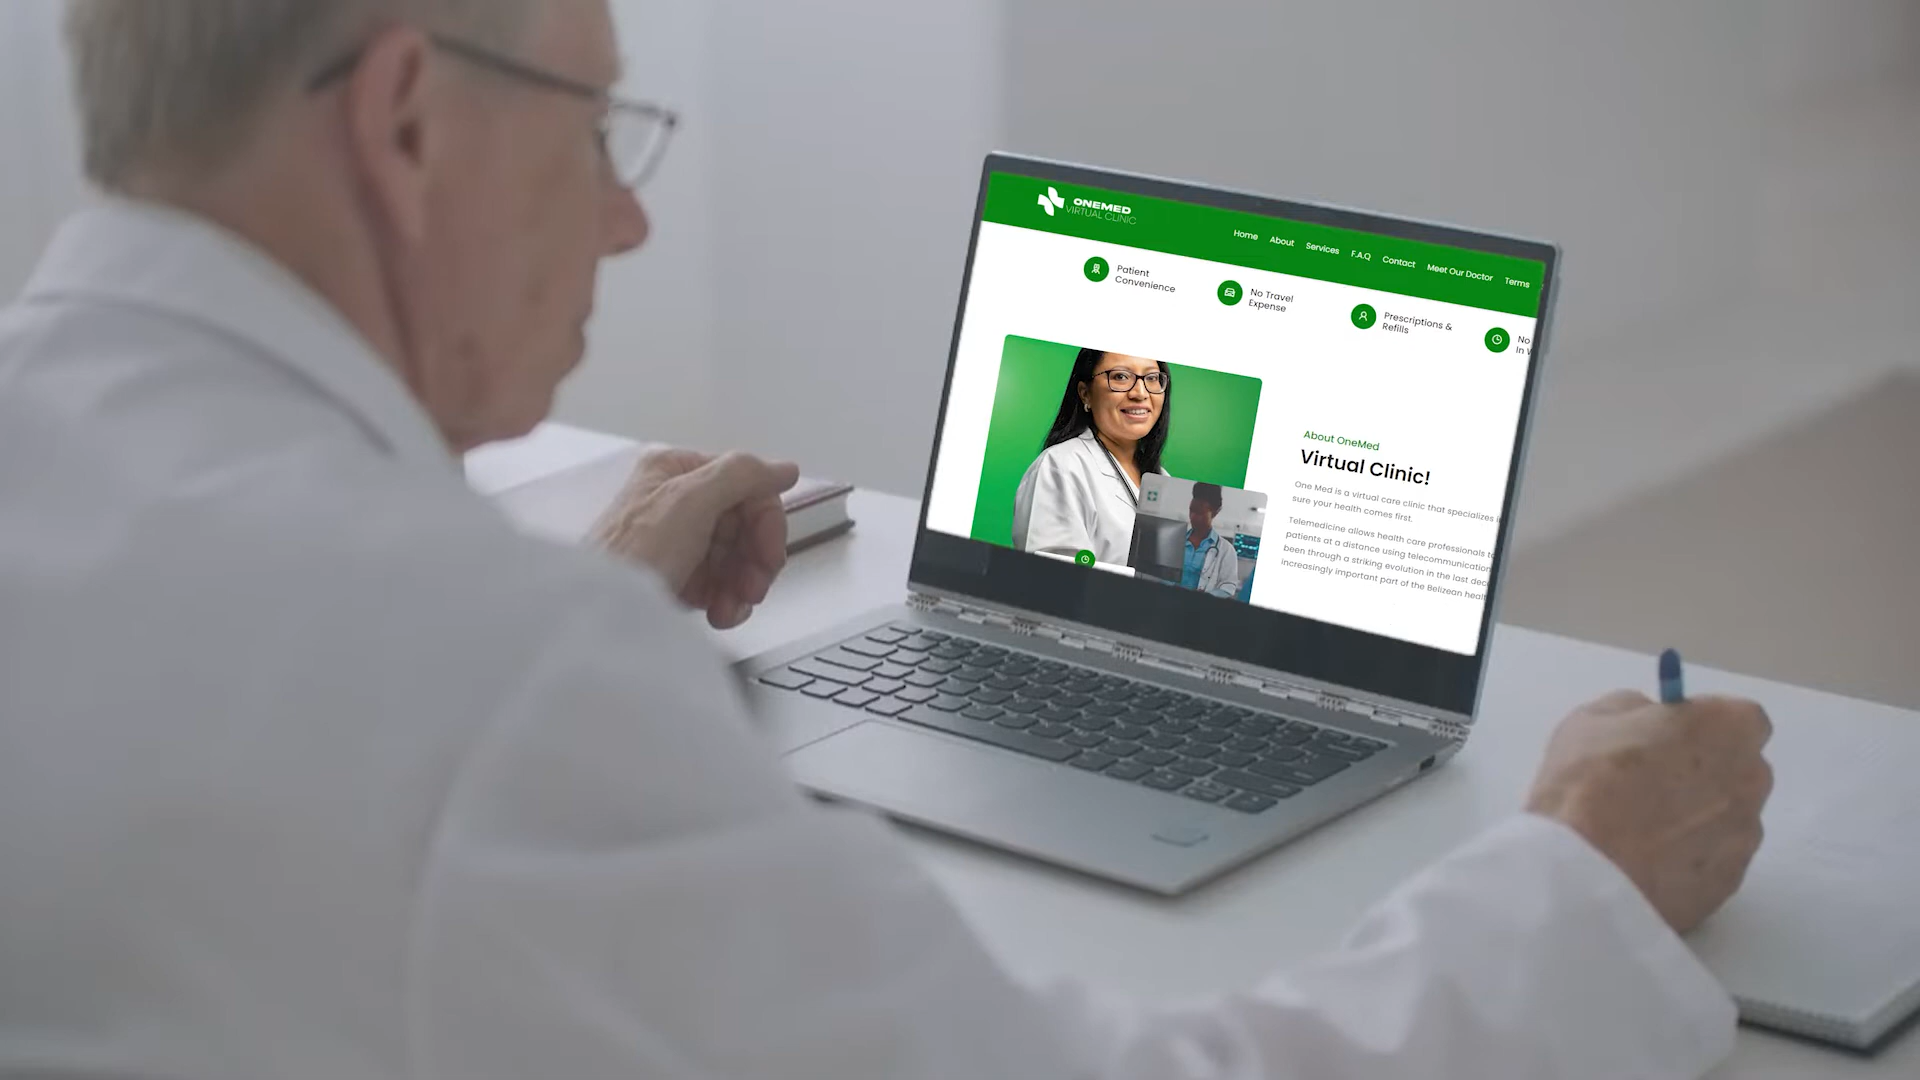 ONEMED
VIRTUAL CLINIC
Home About Services F.A.Q Contact Meet Our Doctor Terms
Patient
Convenience
No Travel
Expense
Prescriptions &
Refills
No
In
About OneMed
Virtual Clinic!
One Med is a virtual care clinic that specializes
sure your health comes first.
Telemedicine allows health care professionals
patients at a distance using telecommunication
been through a striking evolution in the last
increasingly important part of the Belizean